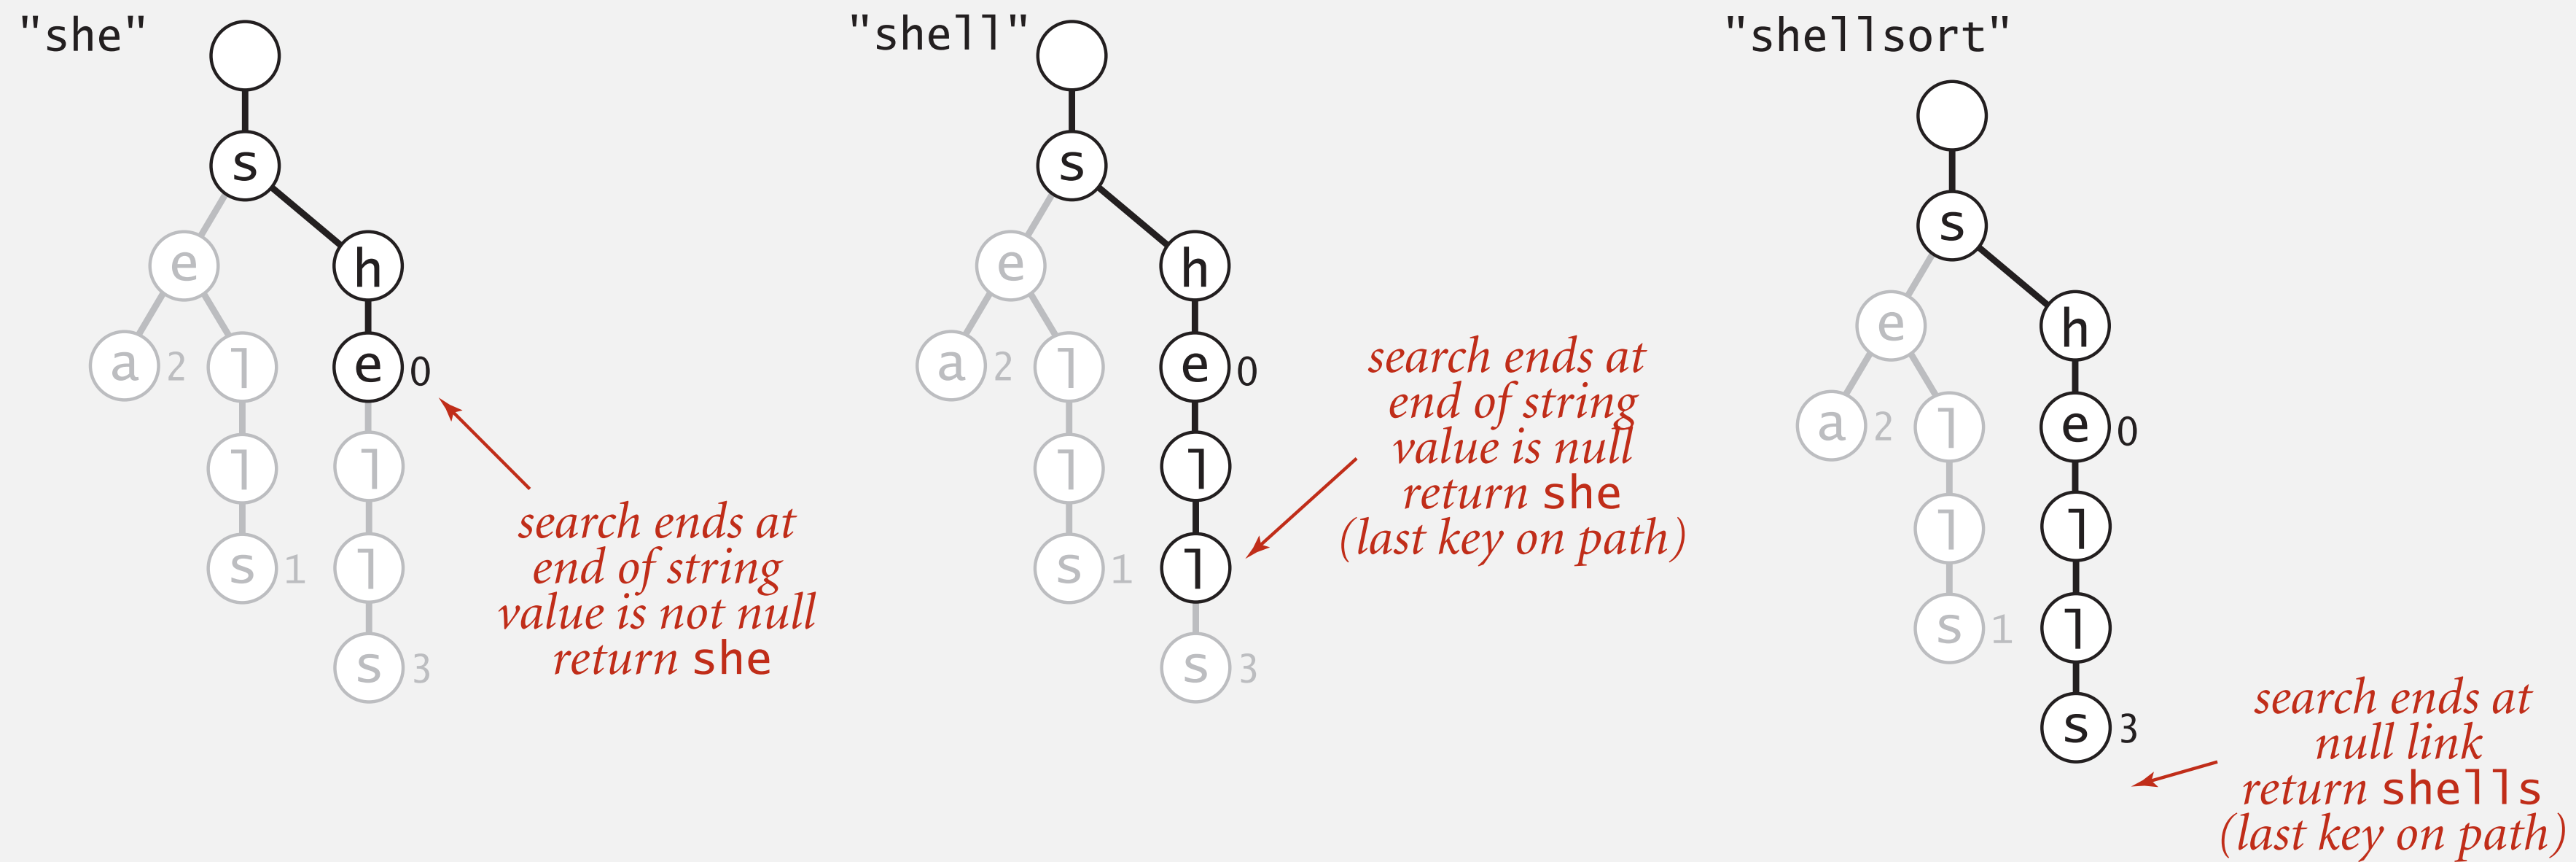 "she"
s
e
h
a 2
l
e 0
l
l
s 1
l
s 3
search ends at
end of string
value is not null
return she
"shell"
s
e
h
a 2
l
e 0
l
l
s 1
l
s 3
search ends at
end of string
value is null
return she
(last key on path)
"shellsort"
s
e
h
a 2
l
e 0
l
l
s 1
l
s 3
search ends at
null link
return shells
(last key on path)